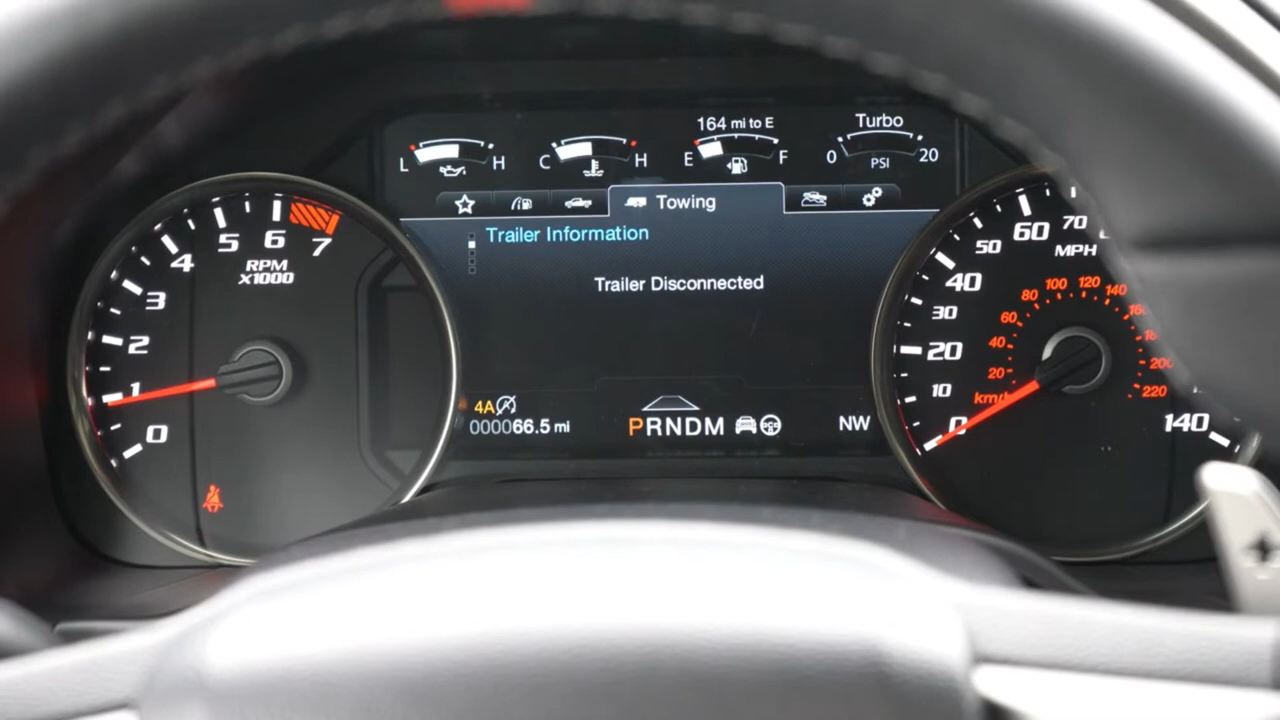 164 mi to E
Turbo
L H
C H
E F
0 20
PSI
Towing
Trailer Information
Trailer Disconnected
4A
000066.5 mi
PRNDM
NW
0
1
2
3
4
5
6
7
RPM
X1000
0
10
20
30
40
50
60
70
140
MPH
km/h
20
40
60
80
100
120
140
200
220